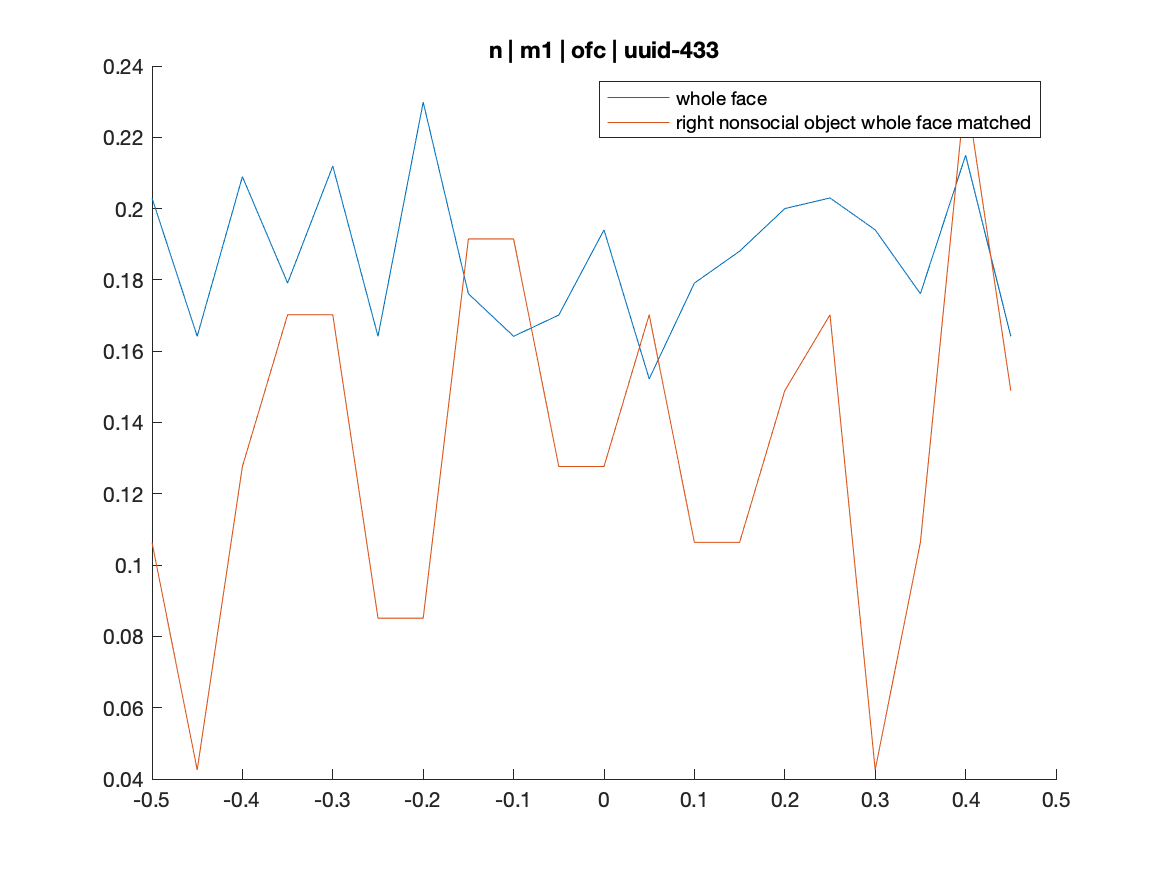 n | m1 | ofc | uuid-433
0.24
0.22
0.2
0.18
0.16
0.14
0.12
0.1
0.08
0.06
0.04
whole face
right nonsocial object whole face matched
-0.5 -0.4 -0.3 -0.2 -0.1 0 0.1 0.2 0.3 0.4 0.5